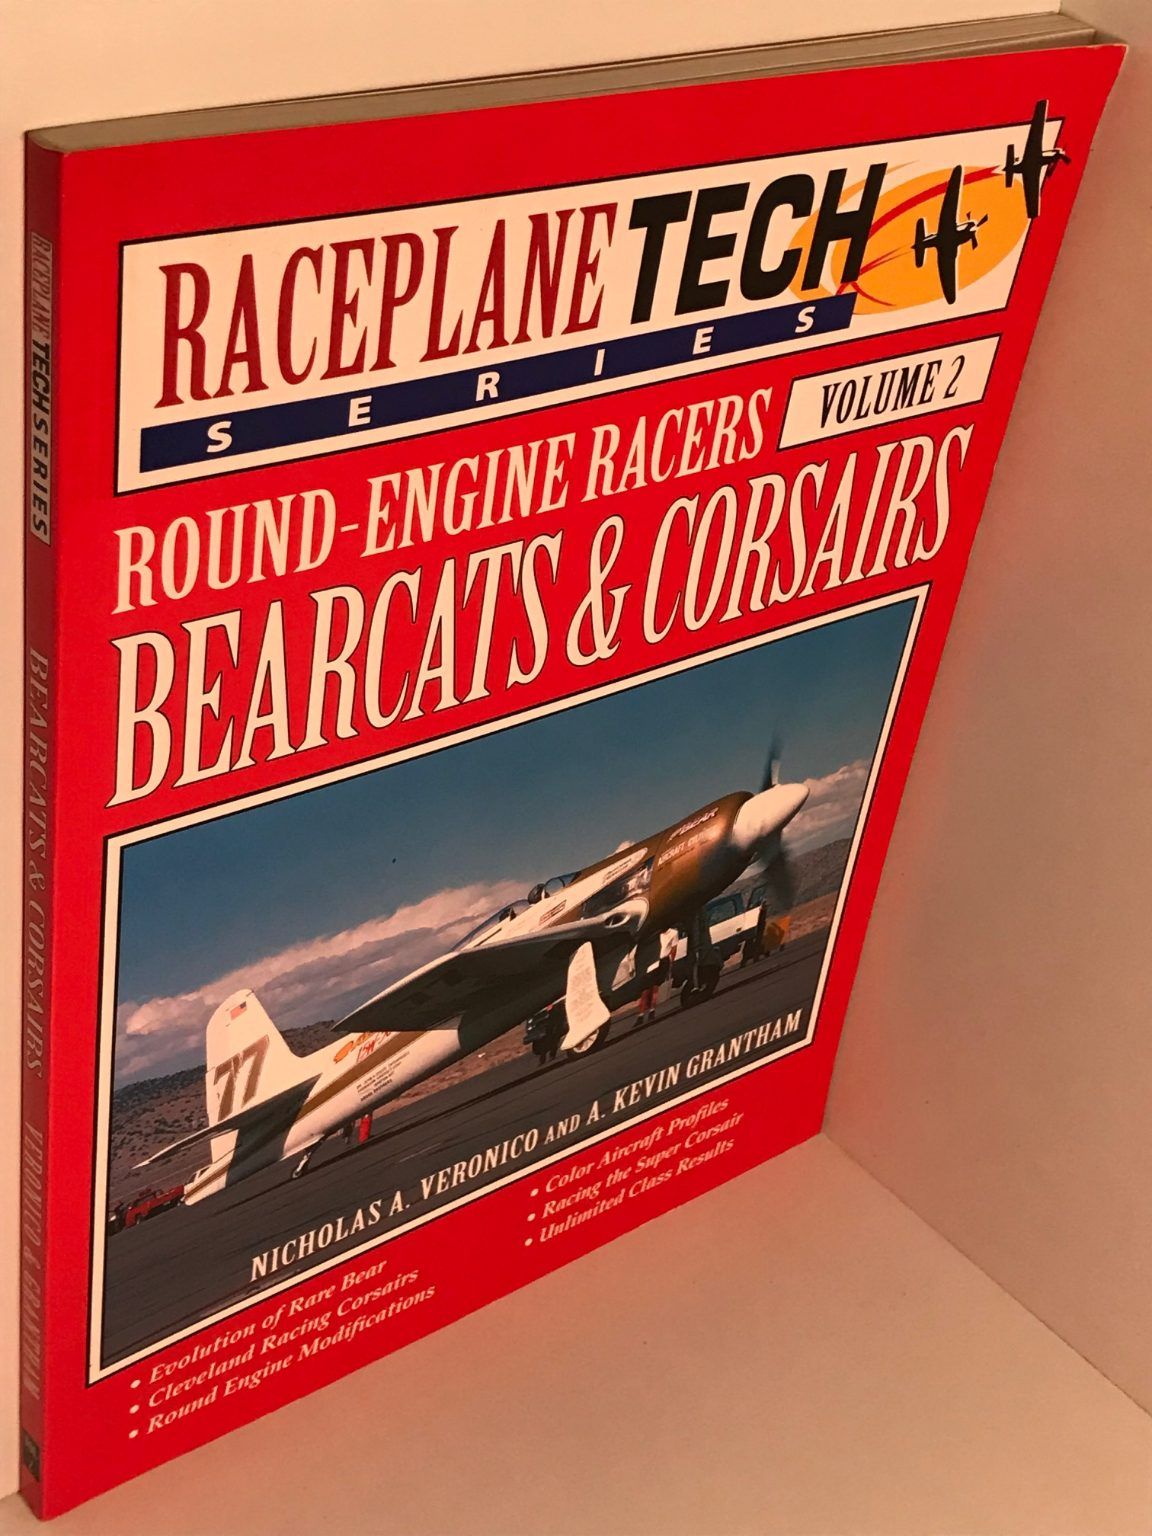 RACEPLANE TECH
SERIES
ROUND-ENGINE RACERS
VOLUME 2
BEARCATS & CORSAIRS
77
NICHOLAS A. VERONICO AND A. KEVIN GRANTHAM
• Evolution of Rare Bear
• Cleveland Racing Corsairs
• Round Engine Modifications
• Color Aircraft Profiles
• Racing the Super Corsair
• Unlimited Class Results
RACEPLANE TECH SERIES
BEARCATS & CORSAIRS
VERONICO & GRANTHAM